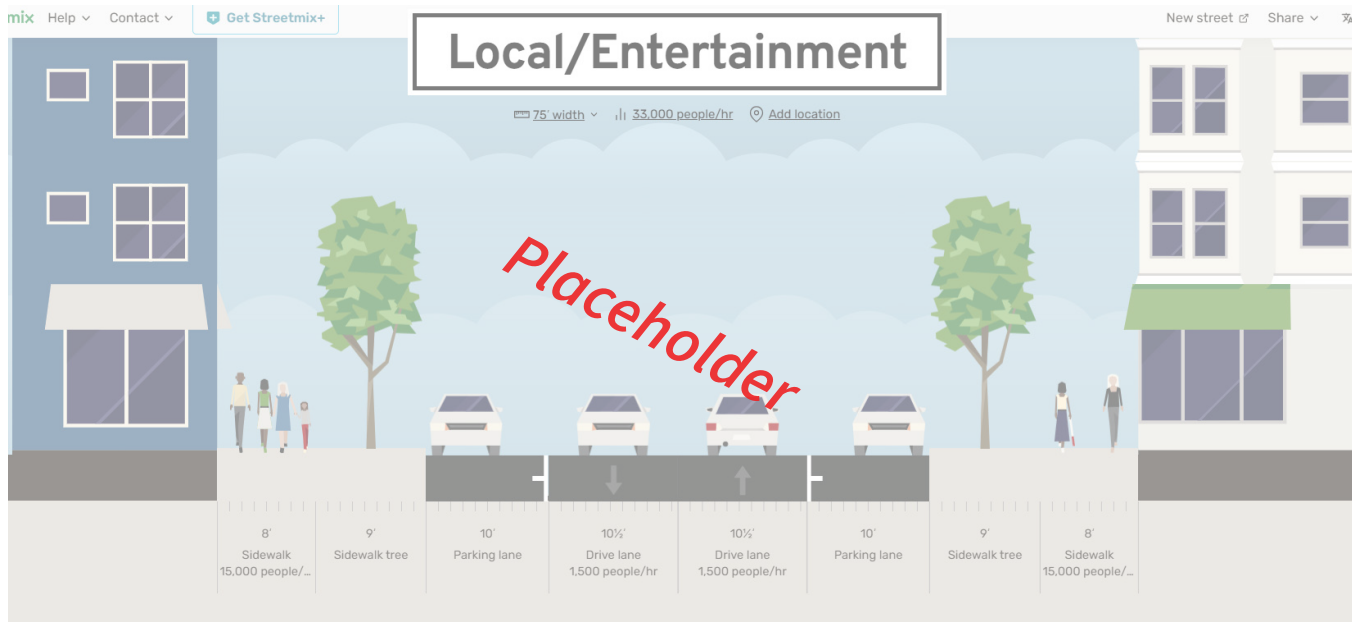 mix Help Contact Get Streetmix+ New street Share
Local/Entertainment
75' width 33,000 people/hr Add location
Placeholder
8' 9' 10' 10½' 10½' 10' 9' 8'
Sidewalk Sidewalk tree Parking lane Drive lane Drive lane Parking lane Sidewalk tree Sidewalk
15,000 people/... 1,500 people/hr 1,500 people/hr 15,000 people/...